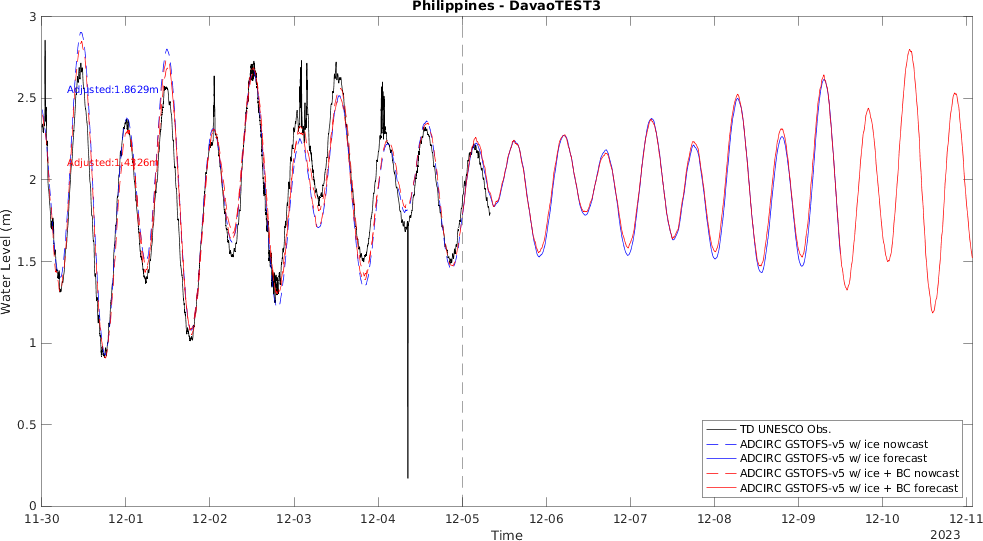 Philippines - DavaoTEST3
Water Level (m)
3
2.5
2
1.5
1
0.5
0
Adjusted:1.8629m
Adjusted:1.4326m
TD UNESCO Obs.
ADCIRC GSTOFS-v5 w/ ice nowcast
ADCIRC GSTOFS-v5 w/ ice forecast
ADCIRC GSTOFS-v5 w/ ice + BC nowcast
ADCIRC GSTOFS-v5 w/ ice + BC forecast
11-30 12-01 12-02 12-03 12-04 12-05 12-06 12-07 12-08 12-09 12-10 12-11
Time
2023